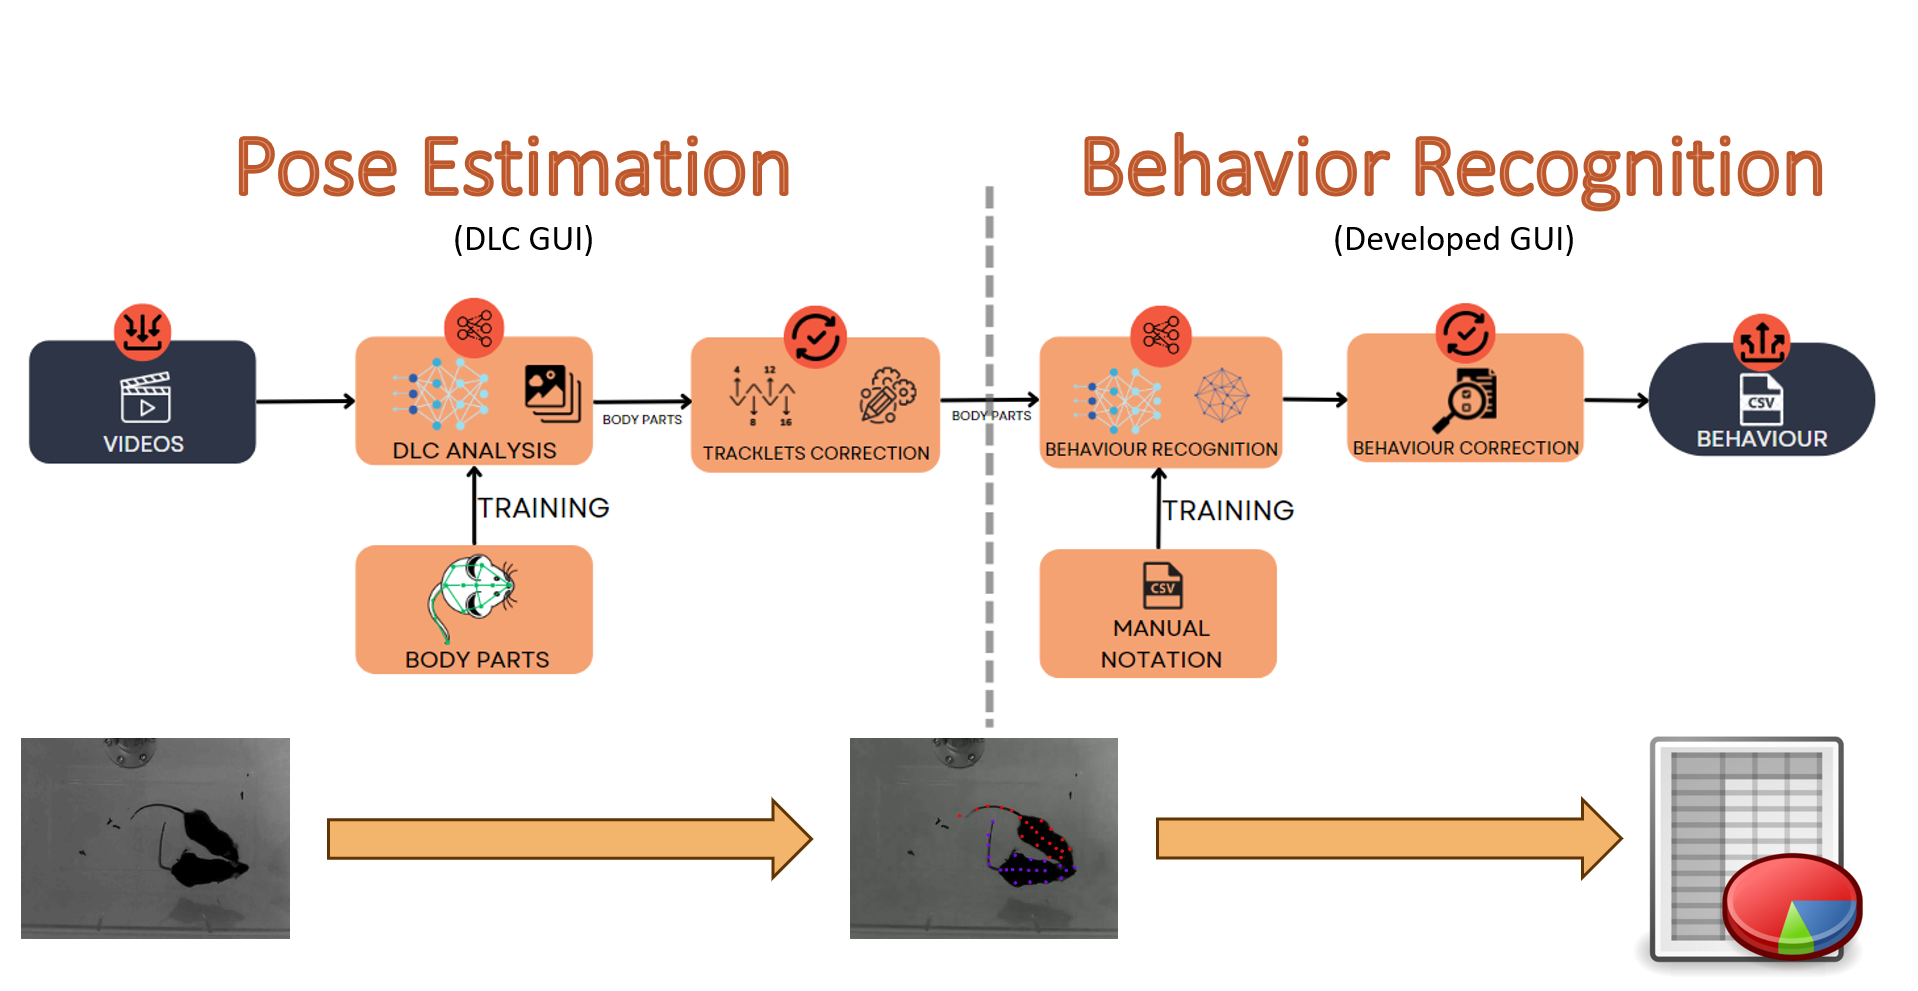 Pose Estimation
(DLC GUI)
Behavior Recognition
(Developed GUI)
VIDEOS
DLC ANALYSIS
BODY PARTS
4 12
8 16
TRACKLETS CORRECTION
BODY PARTS
BEHAVIOUR RECOGNITION
BEHAVIOUR CORRECTION
CSV
BEHAVIOUR
TRAINING
BODY PARTS
TRAINING
CSV
MANUAL
NOTATION